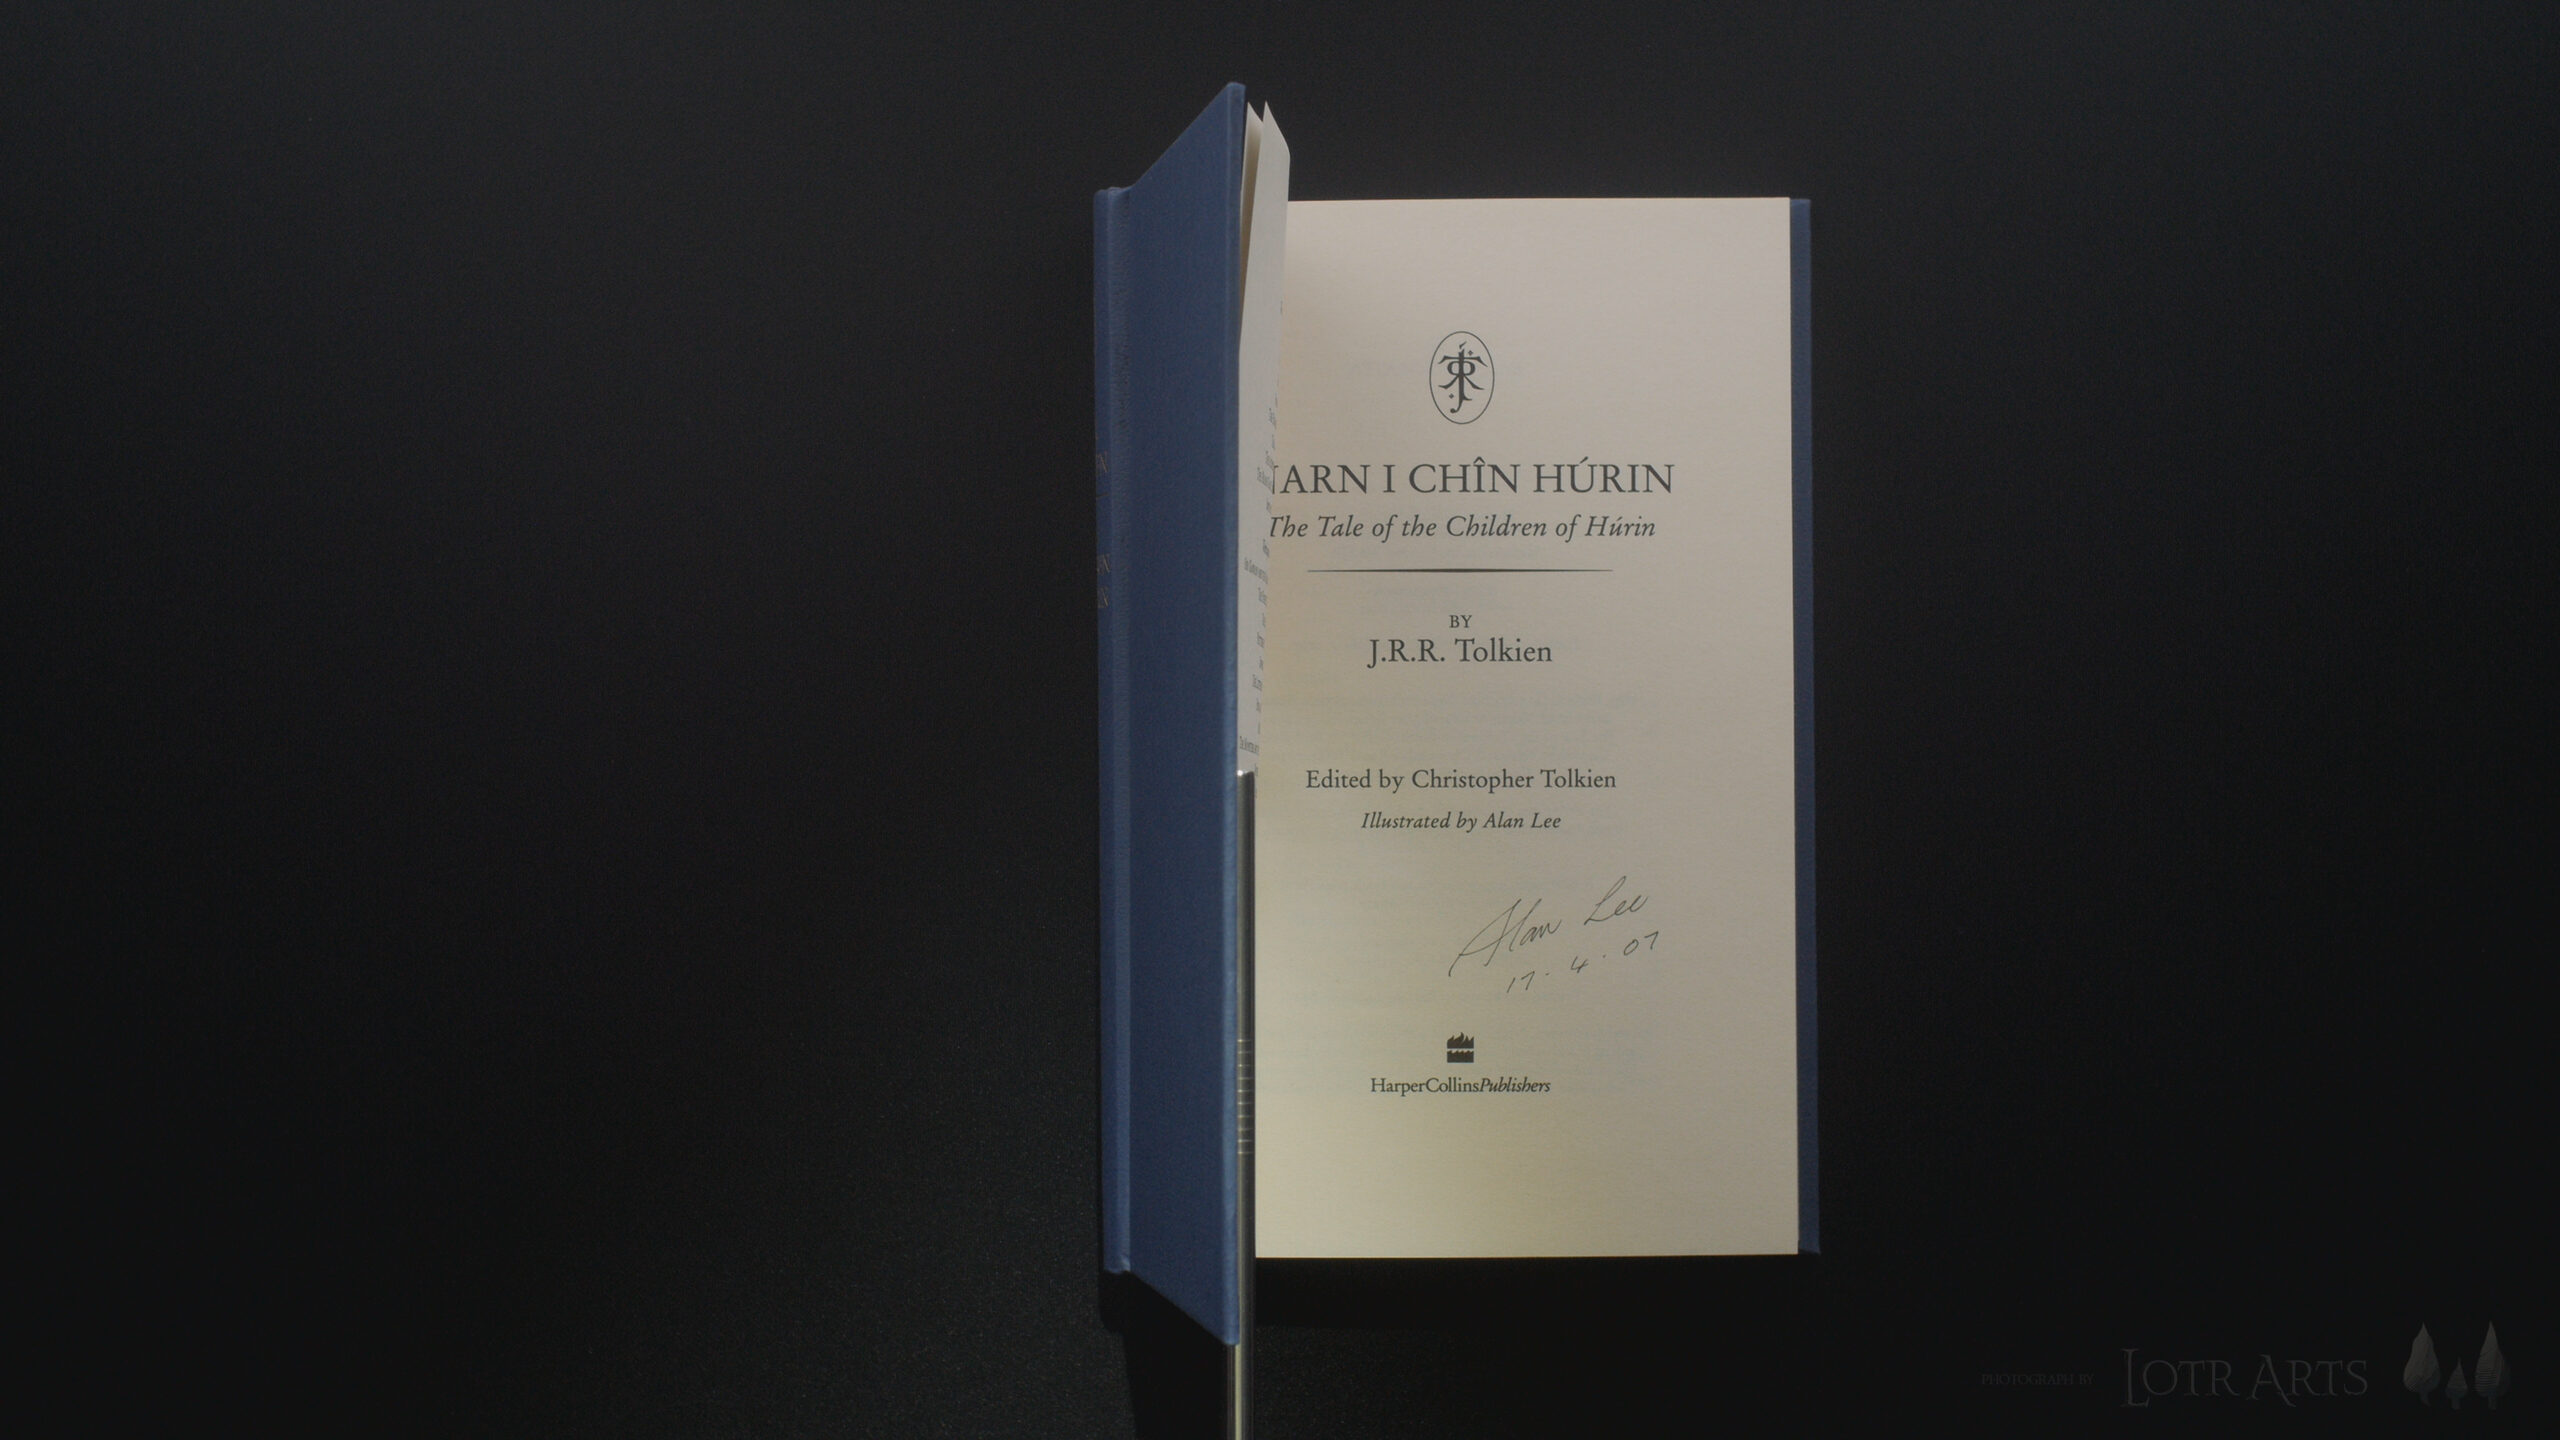 ARN I CHÎN HÚRIN
The Tale of the Children of Húrin
BY
J.R.R. Tolkien
Edited by Christopher Tolkien
Illustrated by Alan Lee
Alan Lee
17·4·07
HarperCollinsPublishers
PHOTOGRAPH BY LOTR ARTS